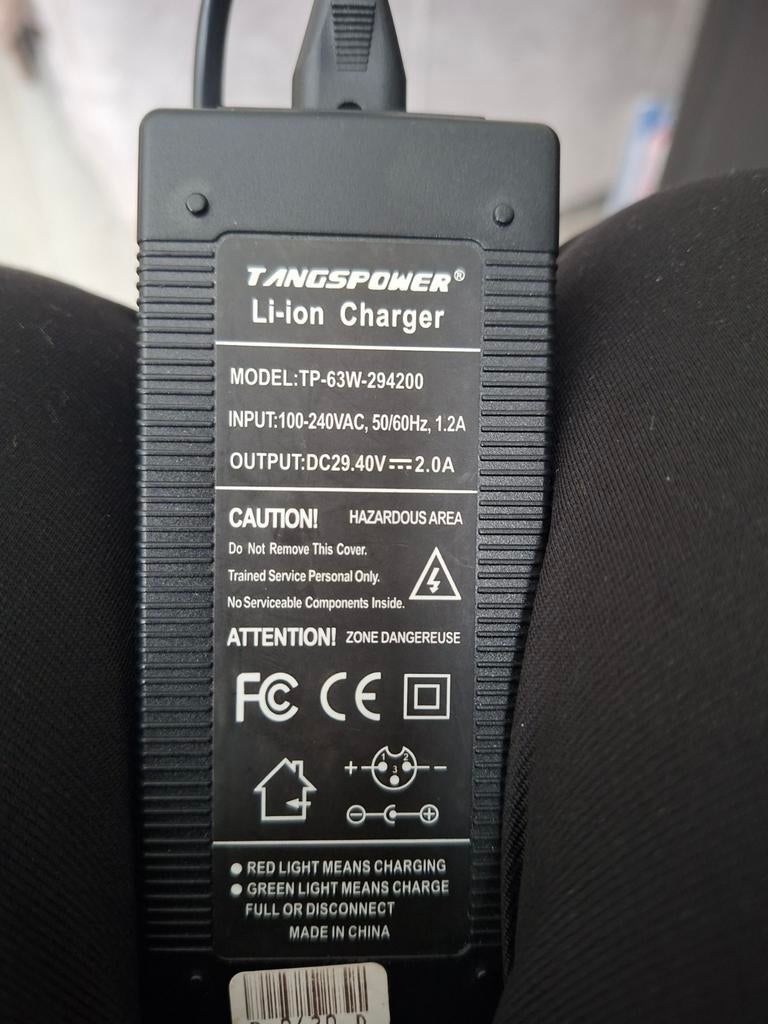 TANGSPOWER®
Li-ion Charger
MODEL:TP-63W-294200
INPUT:100-240VAC, 50/60Hz, 1.2A
OUTPUT:DC29.40V⎓2.0A
CAUTION! HAZARDOUS AREA
Do Not Remove This Cover.
Trained Service Personal Only.
No Serviceable Components Inside.
ATTENTION! ZONE DANGEREUSE
FC CE
+ 1 2 3 −
⊖ C ⊕
● RED LIGHT MEANS CHARGING
● GREEN LIGHT MEANS CHARGE
FULL OR DISCONNECT
MADE IN CHINA